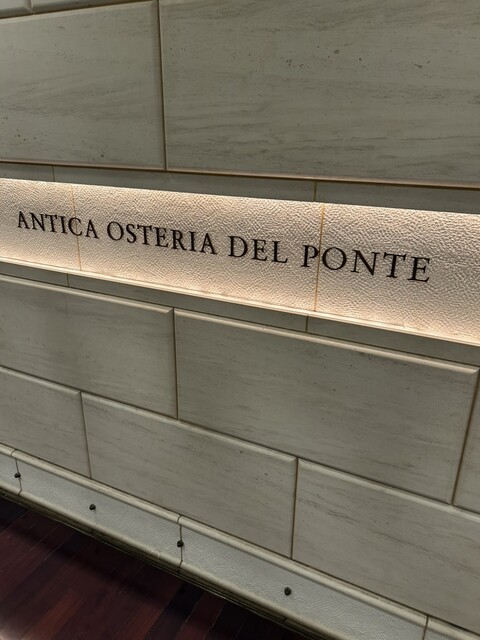 ANTICA OSTERIA DEL PONTE